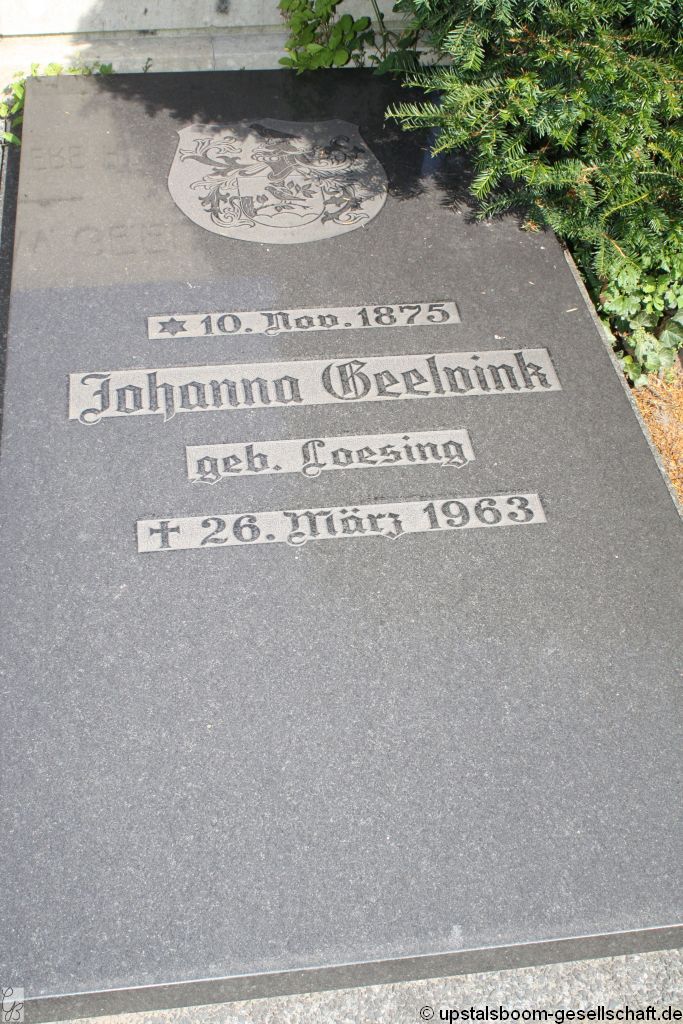 ✶ 10. Nov. 1875
Johanna Geelvink
geb. Loesing
✝ 26. März 1963
© upstalsboom-gesellschaft.de